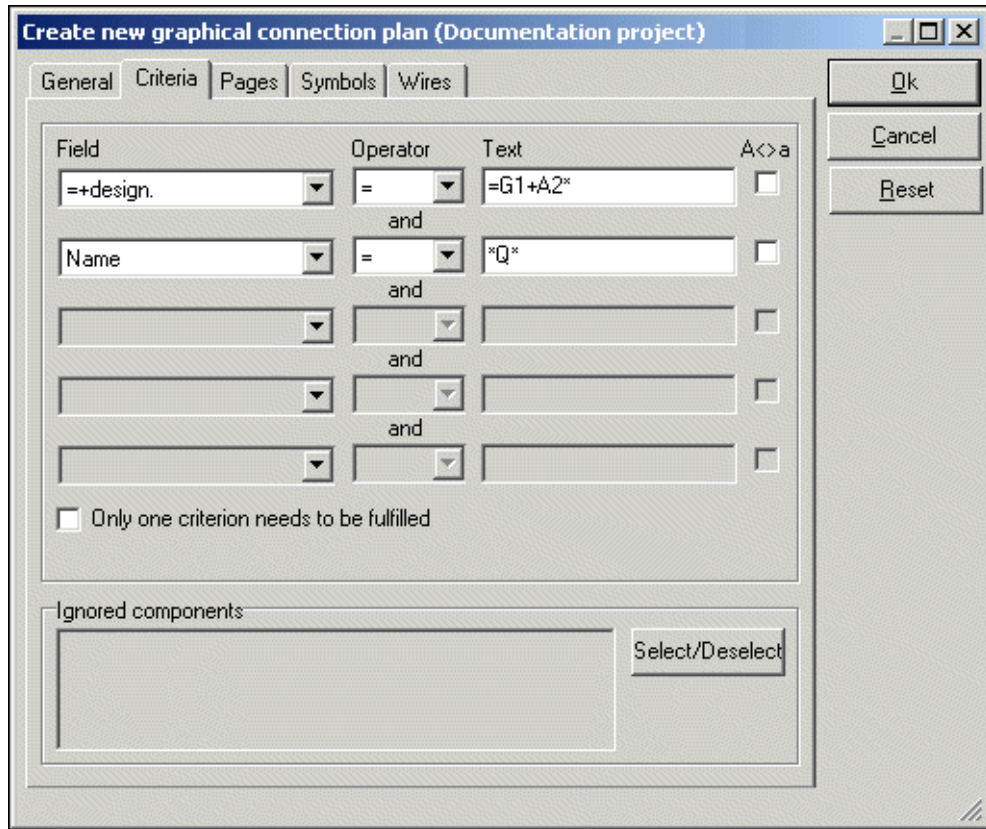 Create new graphical connection plan (Documentation project)
General Criteria Pages Symbols Wires
Ok
Cancel
Reset
Field Operator Text A<>a
=+design. = =G1+A2*
and
Name = *Q*
and
and
and
Only one criterion needs to be fulfilled
Ignored components
Select/Deselect